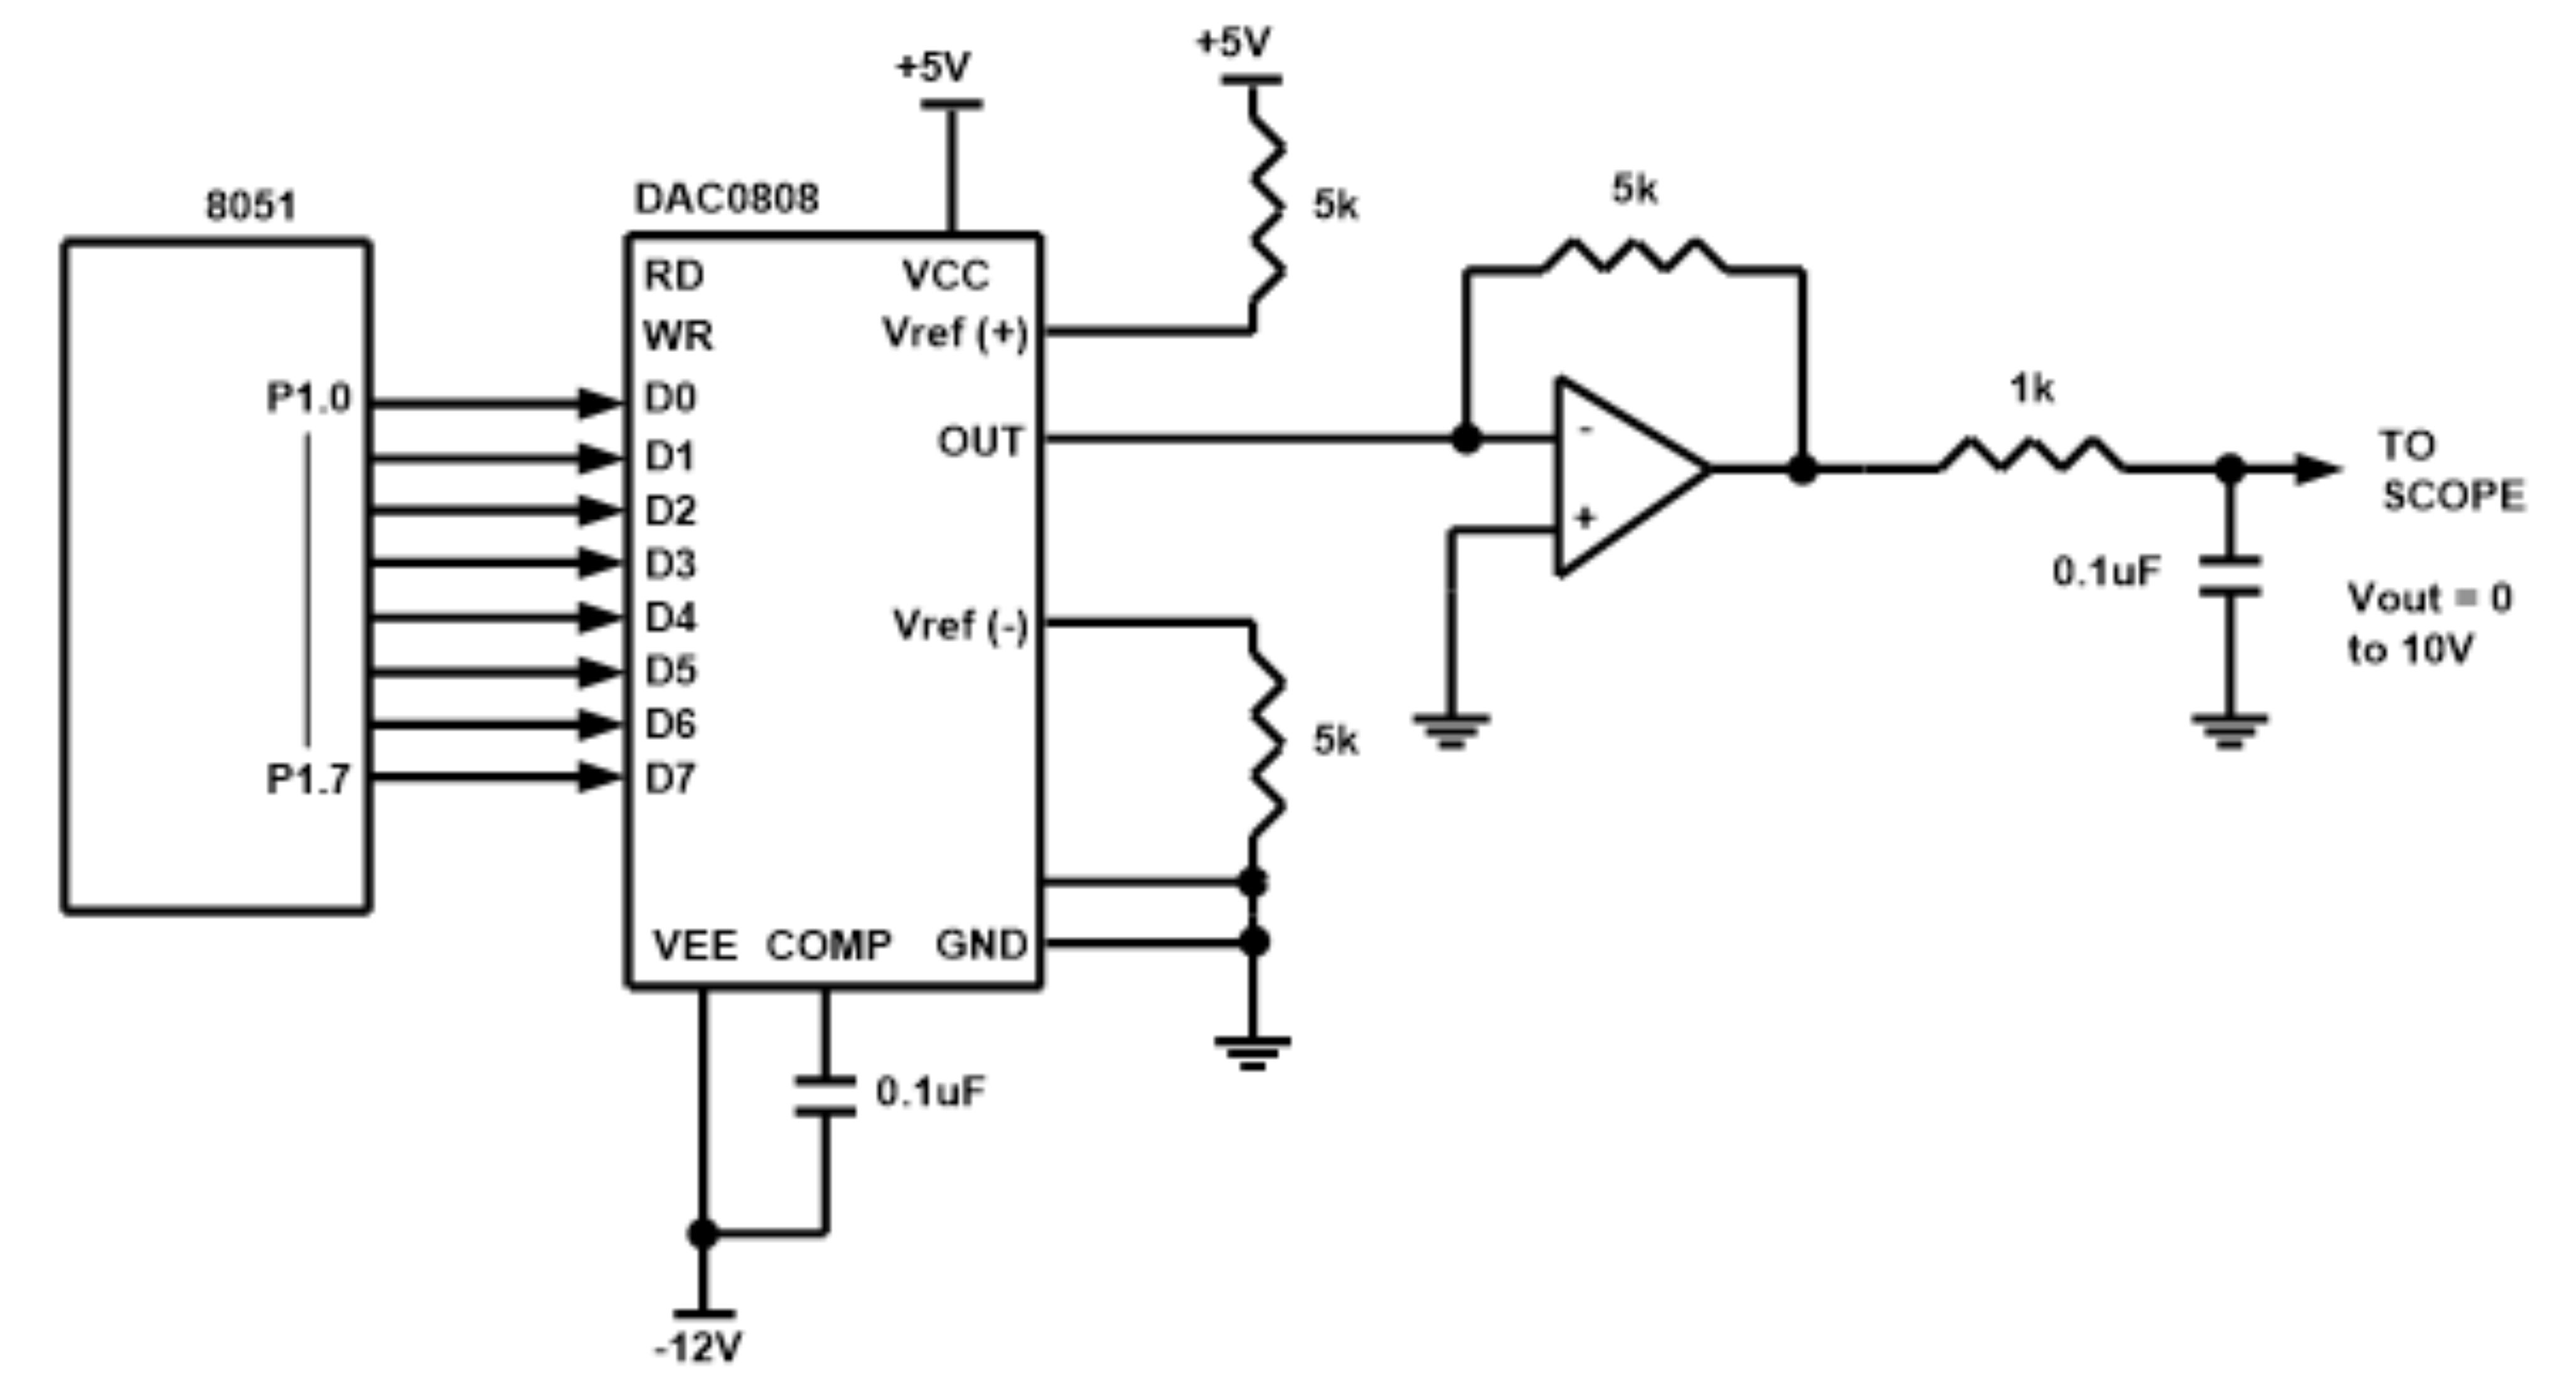 +5V
+5V
8051
DAC0808
5k
5k
RD
VCC
WR
Vref (+)
P1.0
D0
1k
D1
OUT
-
TO
SCOPE
D2
+
D3
0.1uF
Vout = 0
to 10V
D4
Vref (-)
D5
D6
5k
P1.7
D7
VEE
COMP
GND
0.1uF
-12V